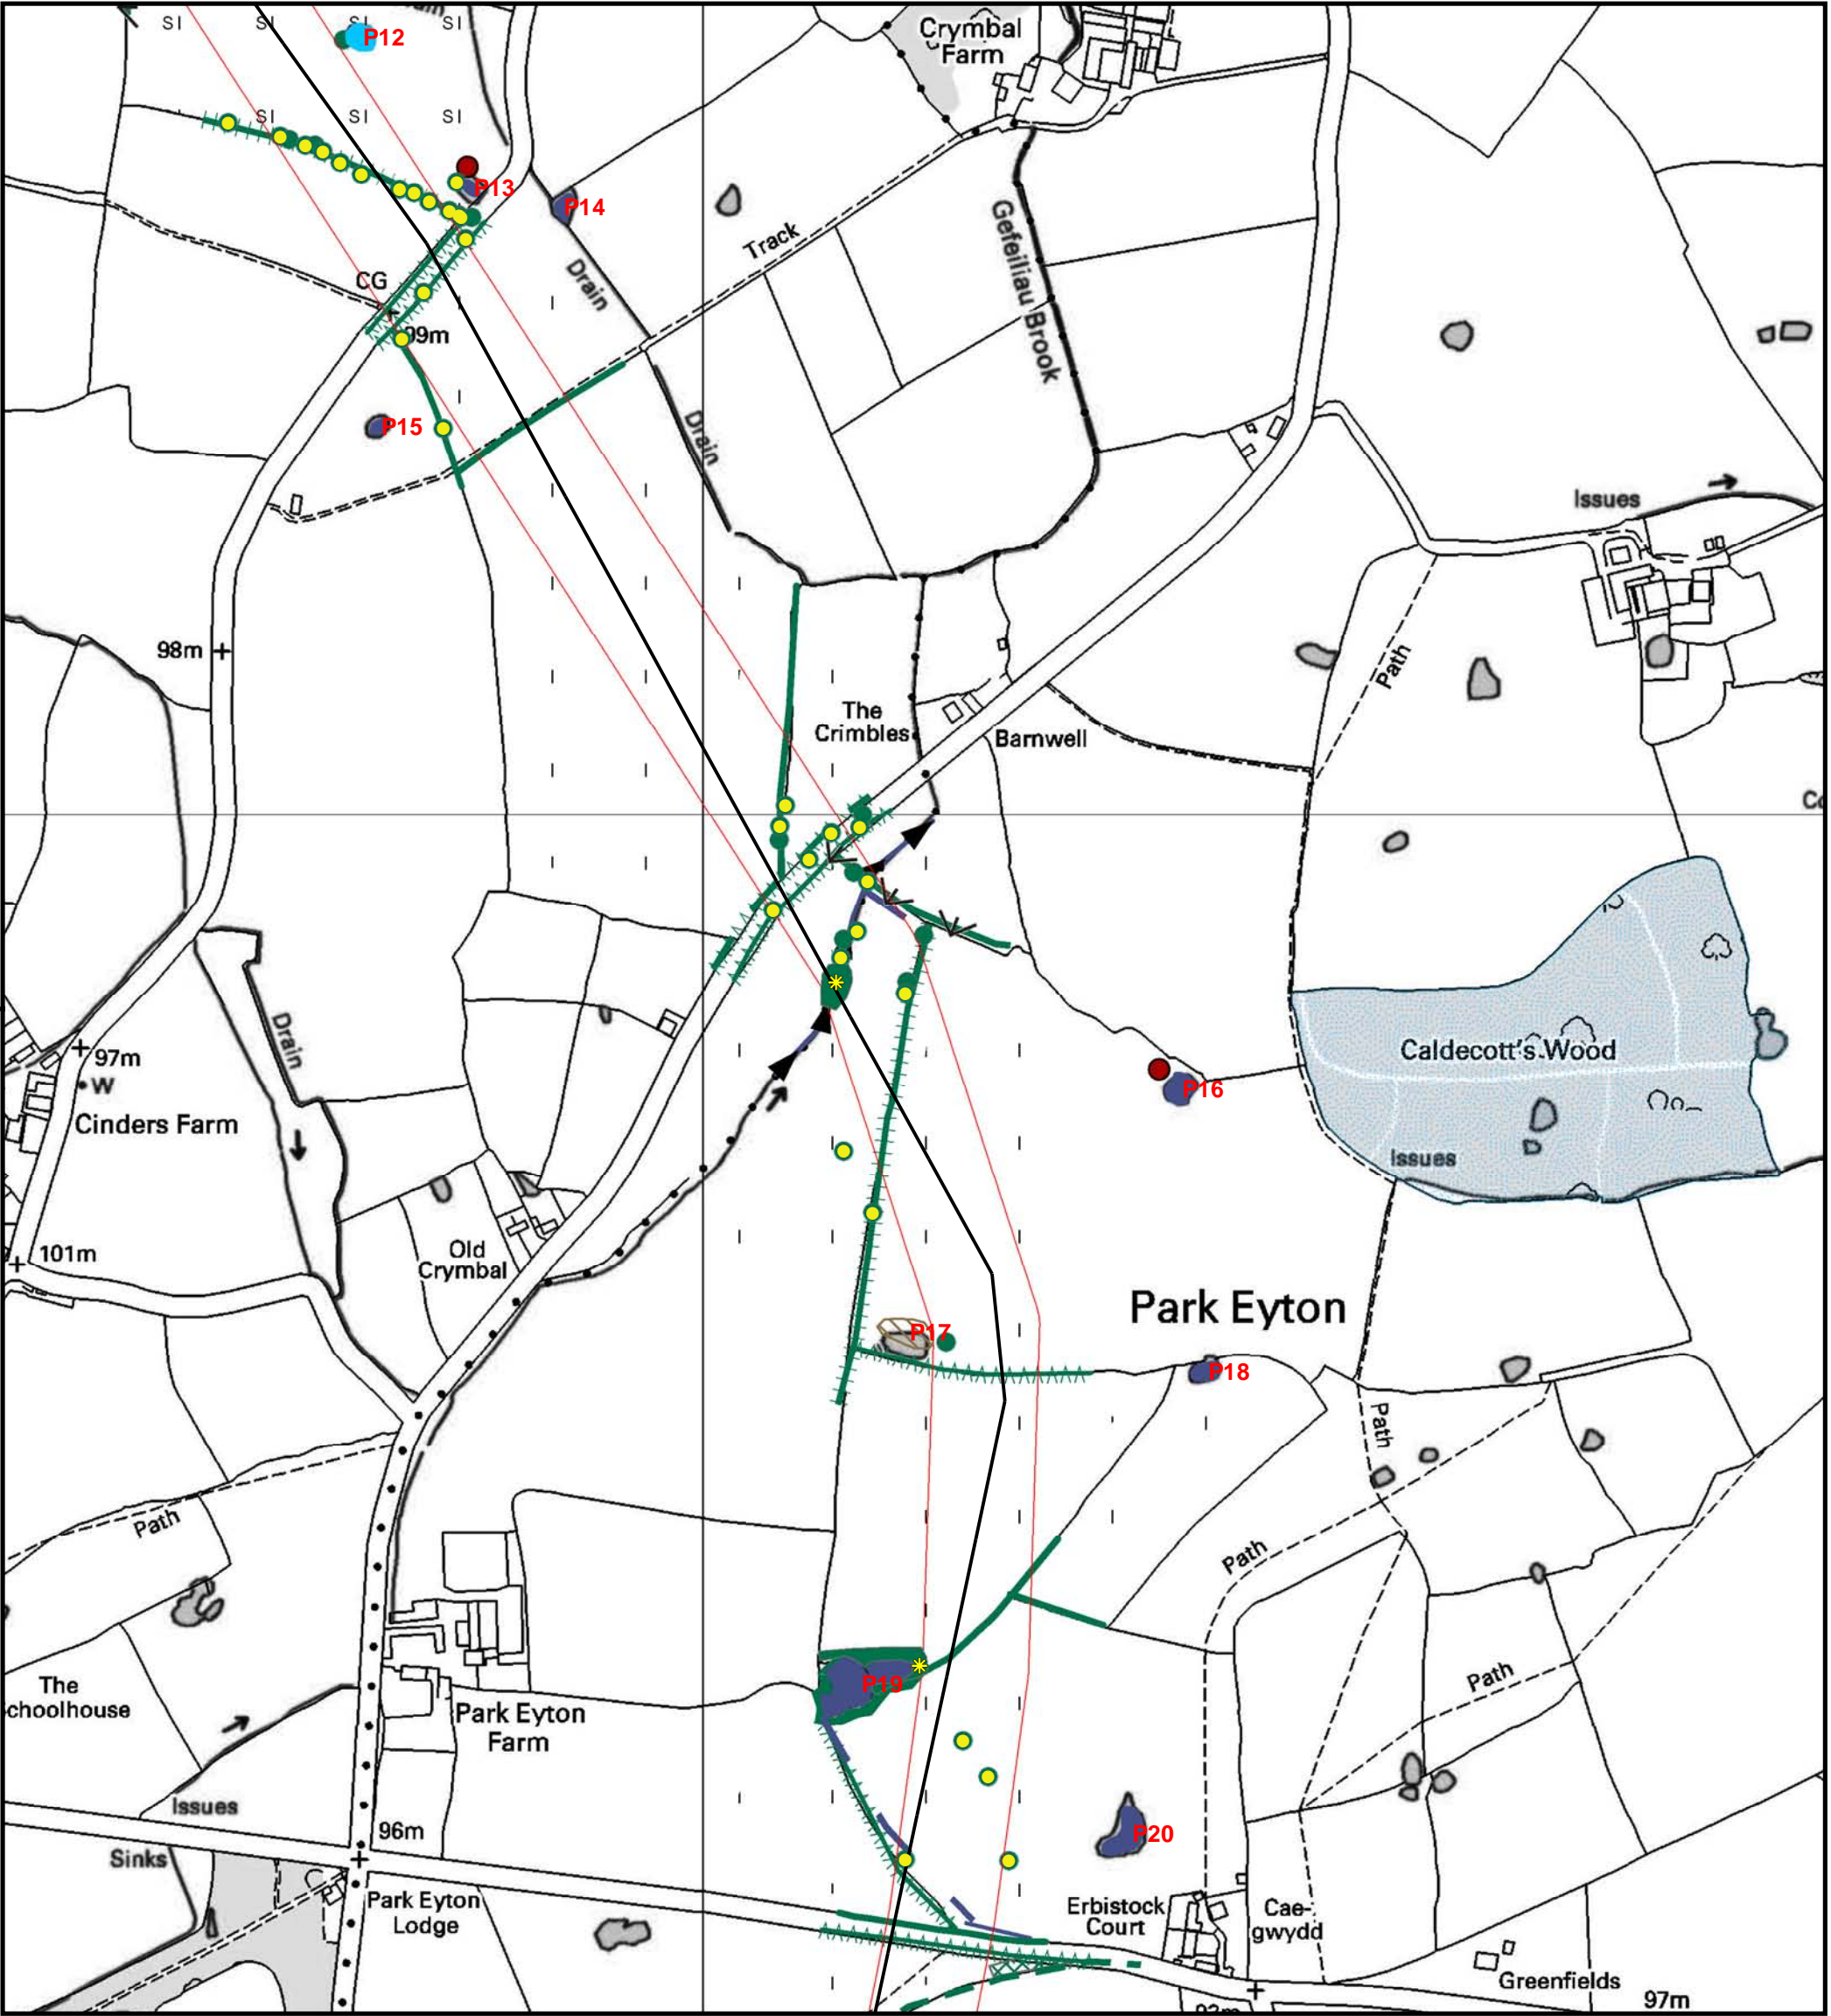 SI
SI
SI
SI
P12
Crymbal
Farm
SI
SI
SI
P13
P14
Track
Gefeiliau Brook
CG
Drain
99m
P15
Drain
Issues
98m
Path
The
Crimbles
Barnwell
Drain
97m
W
Cinders Farm
Caldecott's Wood
P16
Issues
101m
Old
Crymbal
Park Eyton
P17
P18
Path
Path
Path
The
choolhouse
P19
Path
Park Eyton
Farm
Issues
96m
P20
Sinks
Park Eyton
Lodge
Erbistock
Court
Cae-
gwydd
Greenfields
97m